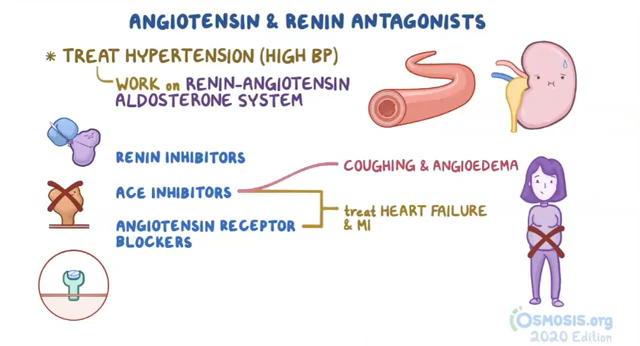 ANGIOTENSIN & RENIN ANTAGONISTS
* TREAT HYPERTENSION (HIGH BP)
WORK on RENIN-ANGIOTENSIN
ALDOSTERONE SYSTEM
RENIN INHIBITORS
COUGHING & ANGIOEDEMA
ACE INHIBITORS
treat HEART FAILURE
& MI
ANGIOTENSIN RECEPTOR
BLOCKERS
OSMOSIS.org
2020 Edition